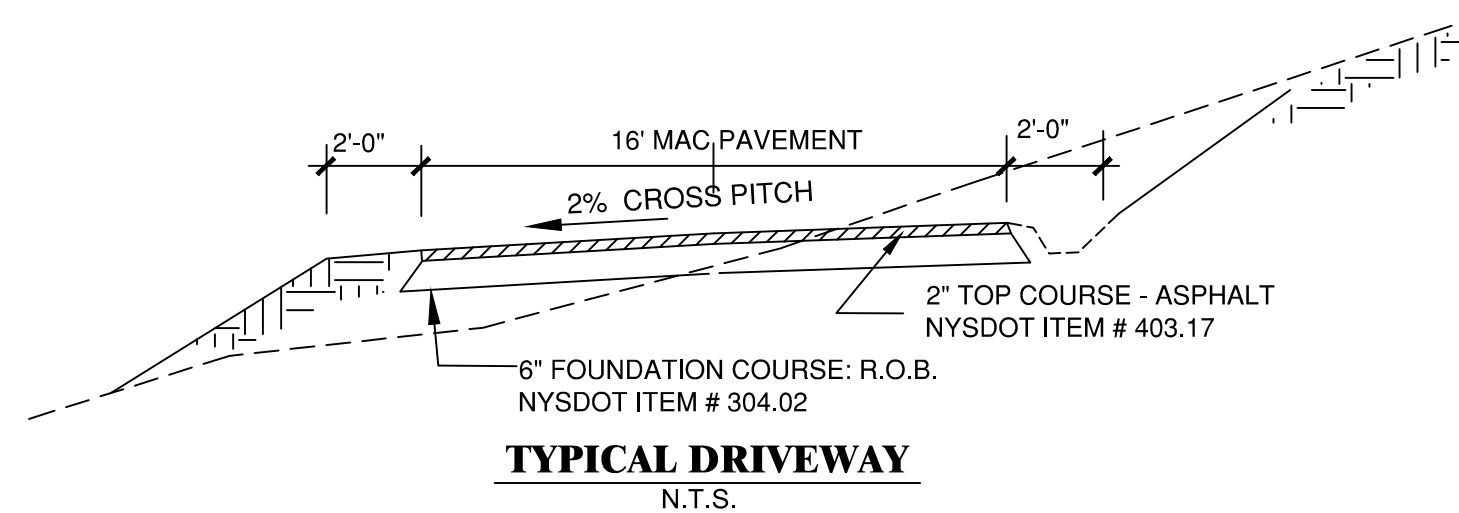 2'-0" 16' MAC PAVEMENT 2'-0"
2% CROSS PITCH
2" TOP COURSE - ASPHALT
NYSDOT ITEM # 403.17
6" FOUNDATION COURSE: R.O.B.
NYSDOT ITEM # 304.02
TYPICAL DRIVEWAY
N.T.S.